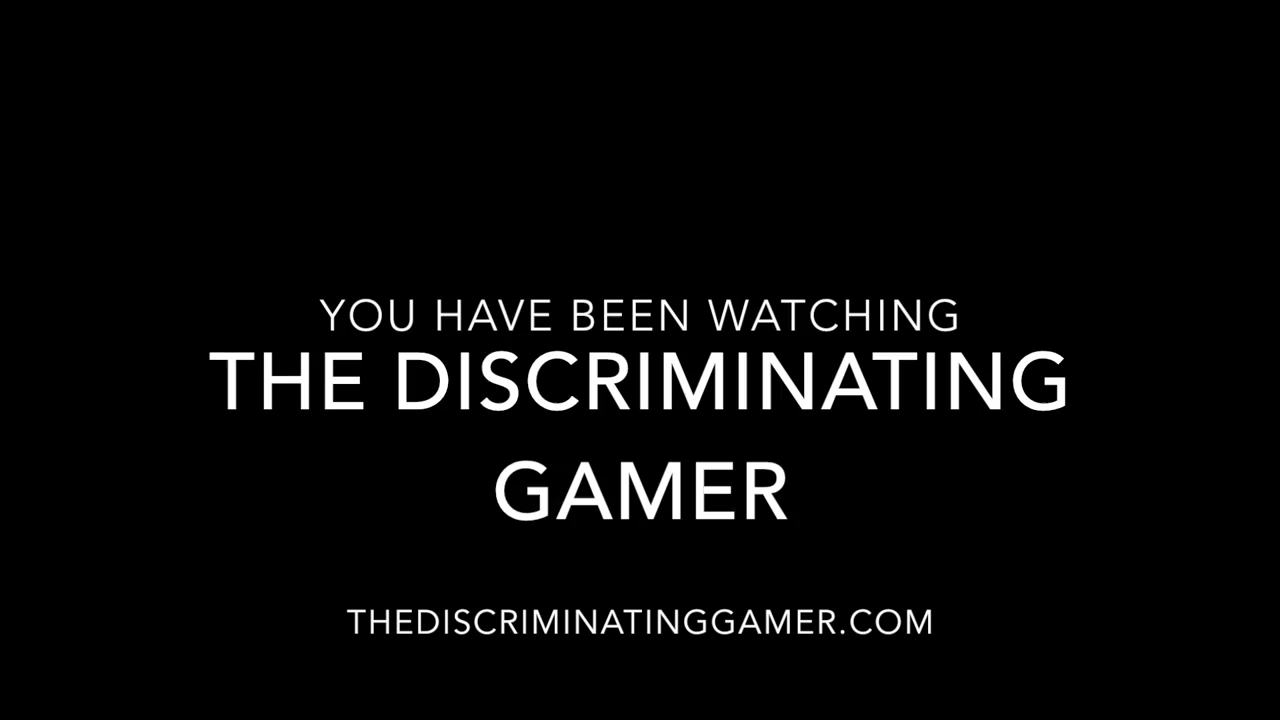 YOU HAVE BEEN WATCHING
THE DISCRIMINATING
GAMER
THEDISCRIMINATINGGAMER.COM